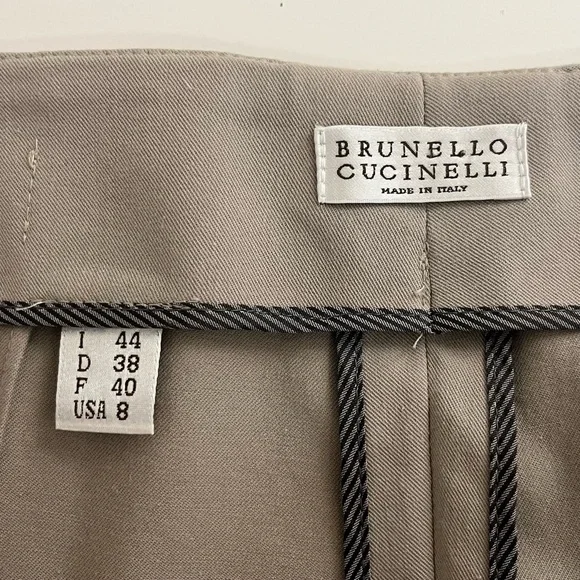 BRUNELLO
CUCINELLI
MADE IN ITALY
I 44
D 38
F 40
USA 8